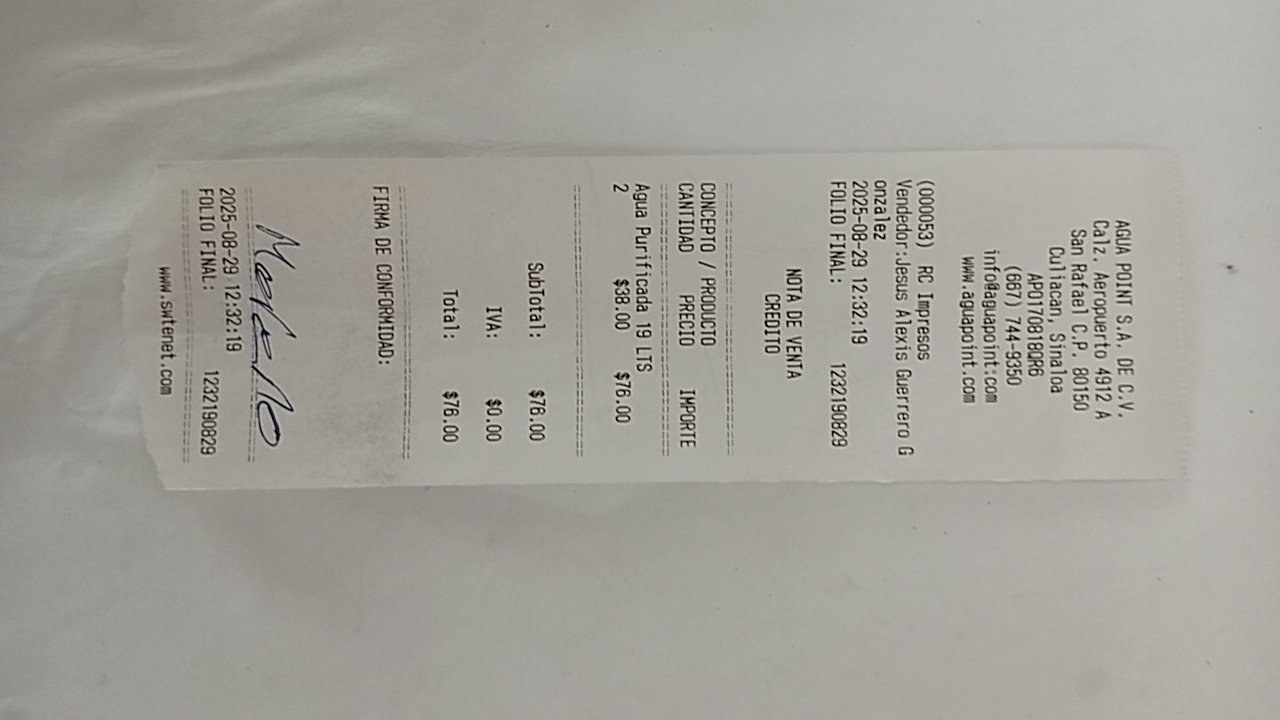 AGUA POINT S.A. DE C.V.
Calz. Aeropuerto 4912 A
San Rafael C.P. 80150
Culiacan, Sinaloa
APO170818QR6
(667) 744-9350
info@aguapoint.com
www.aguapoint.com
(000053) RC Impresos
Vendedor:Jesus Alexis Guerrero G
onzalez
2025-08-29 12:32:19
FOLIO FINAL: 1232190829
NOTA DE VENTA
CREDITO
CONCEPTO / PRODUCTO
CANTIDAD PRECIO IMPORTE
Agua Purificada 19 LTS
2 $38.00 $76.00
SubTotal: $76.00
IVA: $0.00
Total: $76.00
FIRMA DE CONFORMIDAD:
2025-08-29 12:32:19
FOLIO FINAL: 1232190829
www.swtenet.com